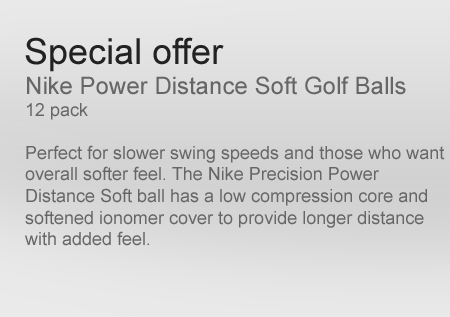 Special offer
Nike Power Distance Soft Golf Balls
12 pack
Perfect for slower swing speeds and those who want
overall softer feel. The Nike Precision Power
Distance Soft ball has a low compression core and
softened ionomer cover to provide longer distance
with added feel.